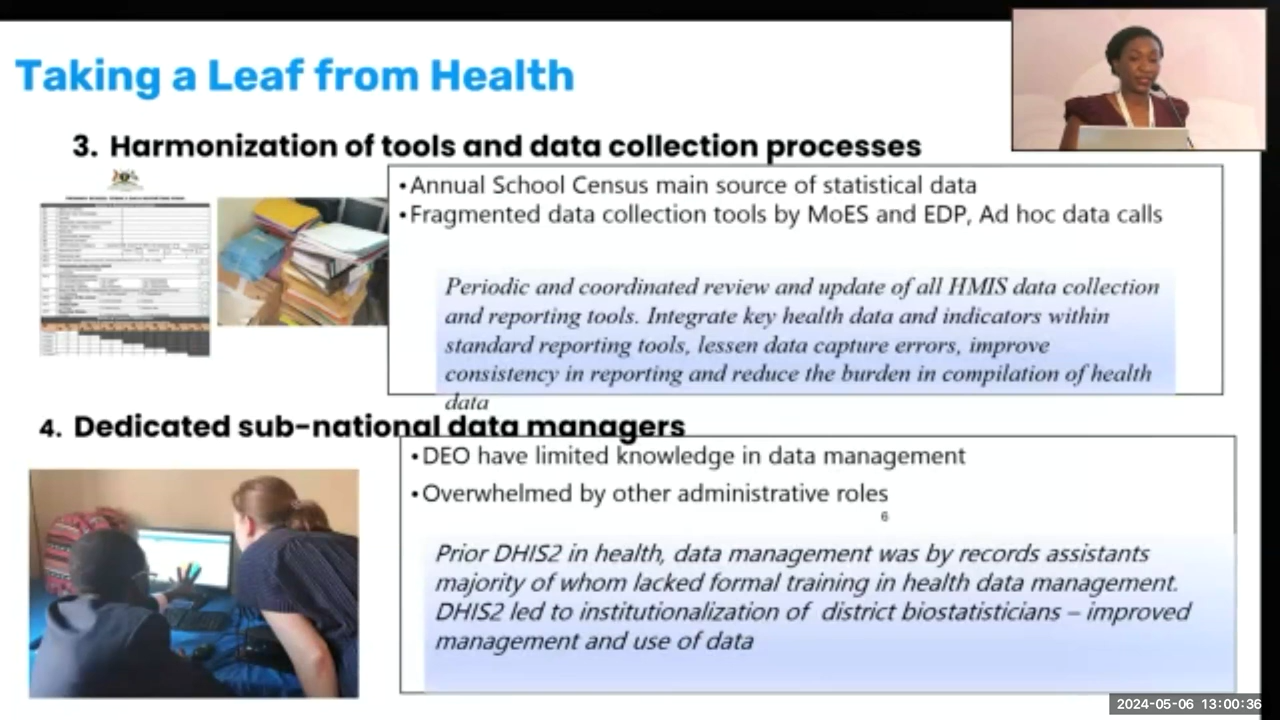 Taking a Leaf from Health
3. Harmonization of tools and data collection processes
•Annual School Census main source of statistical data
•Fragmented data collection tools by MoES and EDP, Ad hoc data calls
Periodic and coordinated review and update of all HMIS data collection
and reporting tools. Integrate key health data and indicators within
standard reporting tools, lessen data capture errors, improve
consistency in reporting and reduce the burden in compilation of health
data
4. Dedicated sub-national data managers
•DEO have limited knowledge in data management
•Overwhelmed by other administrative roles
6
Prior DHIS2 in health, data management was by records assistants
majority of whom lacked formal training in health data management.
DHIS2 led to institutionalization of district biostatisticians – improved
management and use of data
2024-05-06 13:00:36